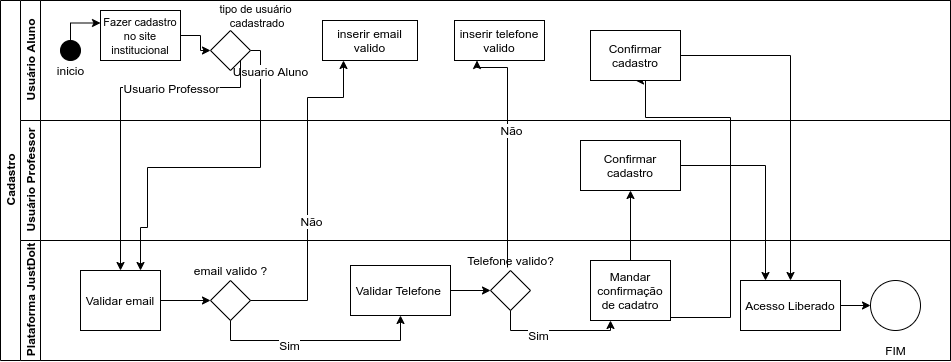 Cadastro
Usuário Aluno
inicio
Fazer cadastro
no site
institucional
tipo de usuário
cadastrado
Usuario Aluno
Usuario Professor
inserir email
valido
inserir telefone
valido
Confirmar
cadastro
Usuário Professor
Não
Não
Confirmar
cadastro
Plataforma JustDoIt
Validar email
email valido ?
Sim
Validar Telefone
Telefone valido?
Sim
Mandar
confirmação
de cadatro
Acesso Liberado
FIM